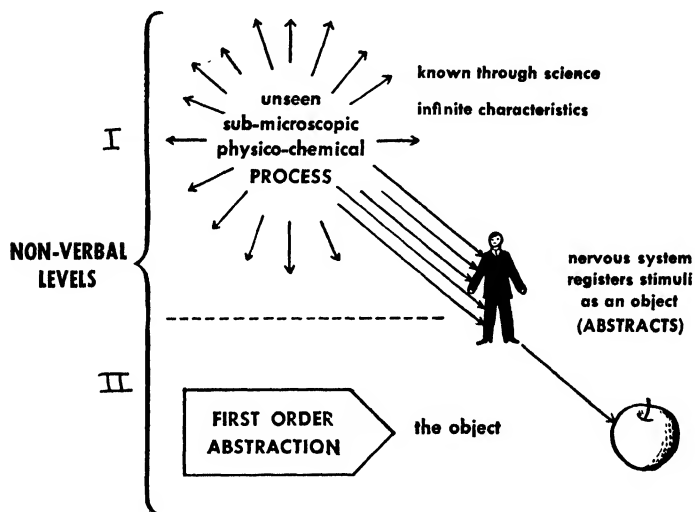 known through science
infinite characteristics
unseen
sub-microscopic
physico-chemical
PROCESS
I
NON-VERBAL
LEVELS
nervous system
registers stimuli
as an object
(ABSTRACTS)
II
FIRST ORDER
ABSTRACTION
the object